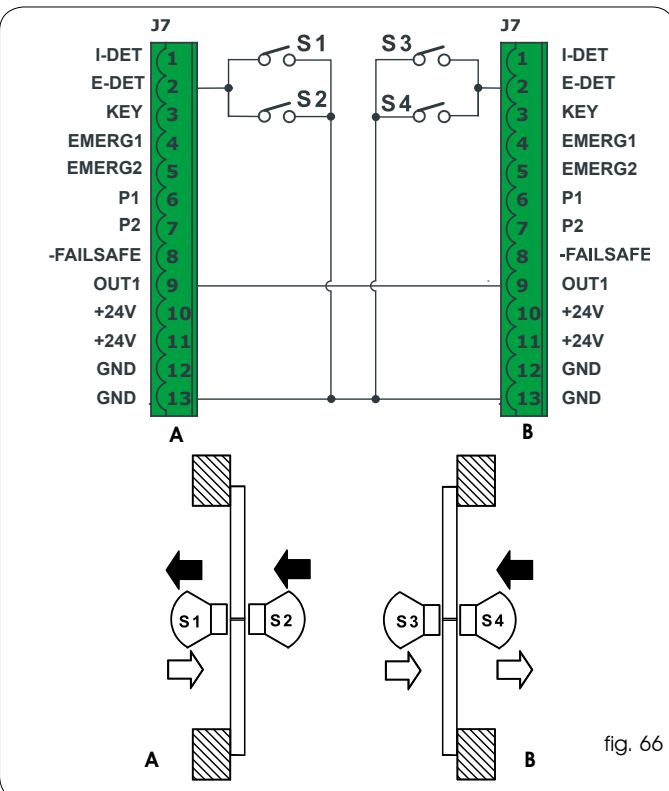 J7 J7
I-DET 1 S1 S3 1 I-DET
E-DET 2 2 E-DET
KEY 3 S2 S4 3 KEY
EMERG1 4 4 EMERG1
EMERG2 5 5 EMERG2
P1 6 6 P1
P2 7 7 P2
-FAILSAFE 8 8 -FAILSAFE
OUT1 9 9 OUT1
+24V 10 10 +24V
+24V 11 11 +24V
GND 12 12 GND
GND 13 13 GND
A B
S1 S2 S3 S4
A B fig. 66